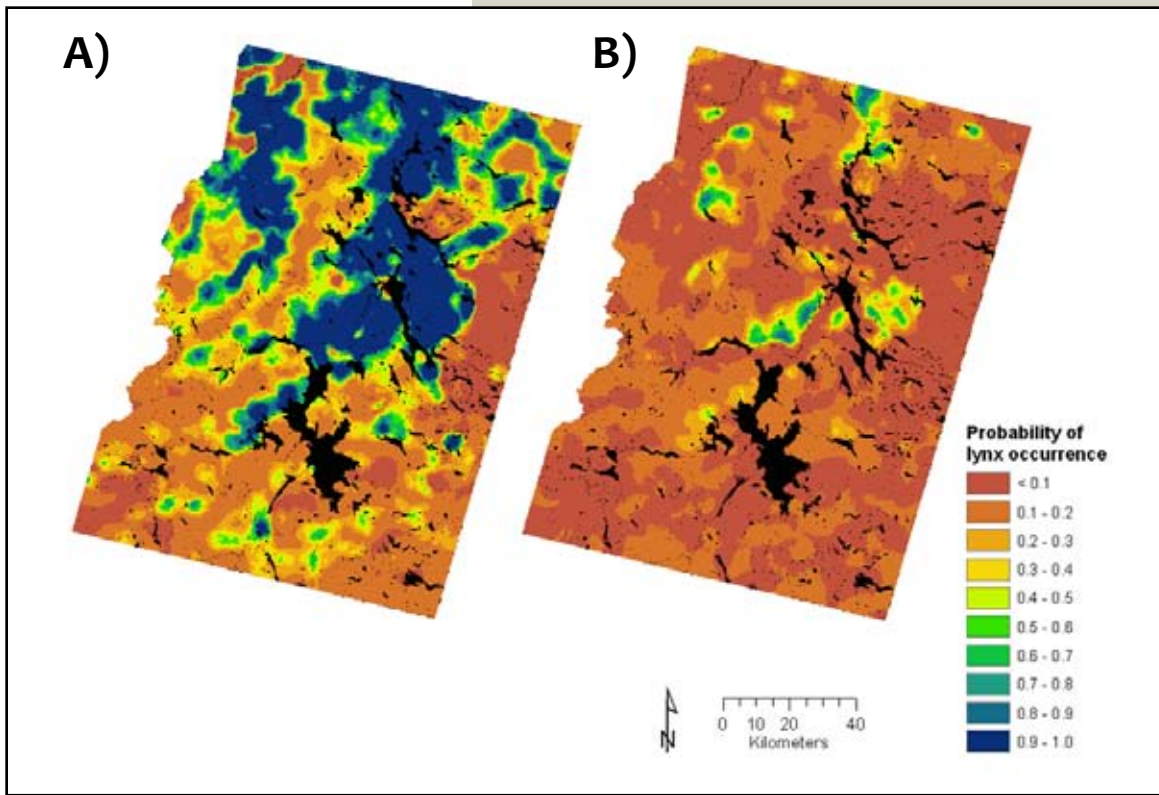 A)
B)
Probability of
lynx occurrence
< 0.1
0.1 - 0.2
0.2 - 0.3
0.3 - 0.4
0.4 - 0.5
0.5 - 0.6
0.6 - 0.7
0.7 - 0.8
0.8 - 0.9
0.9 - 1.0
N
0 10 20 40
Kilometers